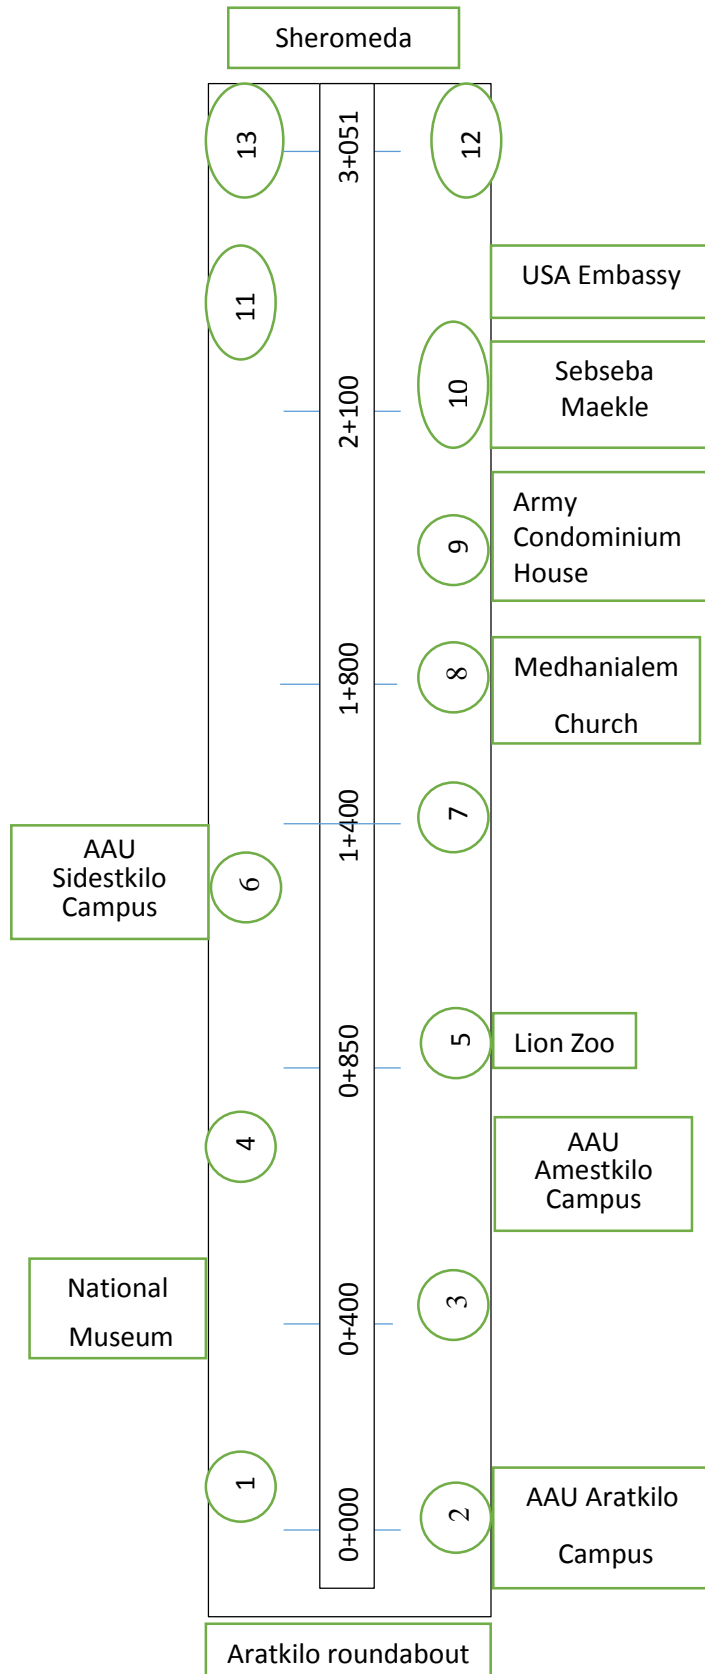 Sheromeda
13
3+051
12
11
USA Embassy
10
Sebseba
Maekle
2+100
9
Army
Condominium
House
1+800
8
Medhanialem
Church
1+400
7
AAU
Sidestkilo
Campus
6
0+850
5
Lion Zoo
4
AAU
Amestkilo
Campus
National
Museum
0+400
3
1
0+000
2
AAU Aratkilo
Campus
Aratkilo roundabout